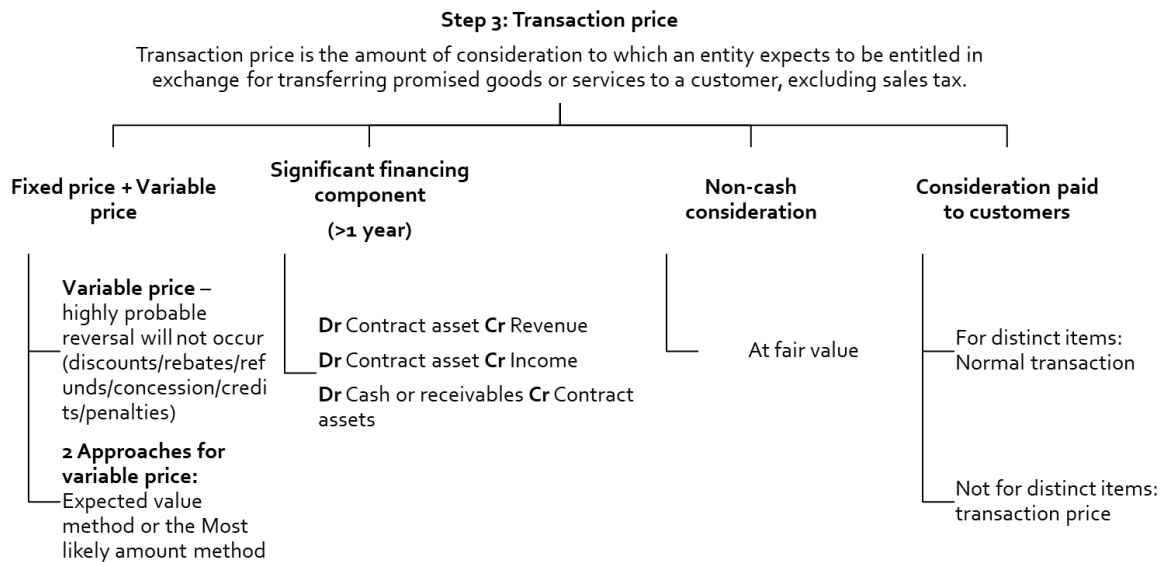 Step 3: Transaction price
Transaction price is the amount of consideration to which an entity expects to be entitled in
exchange for transferring promised goods or services to a customer, excluding sales tax.
Fixed price + Variable
price
Variable price –
highly probable
reversal will not occur
(discounts/rebates/ref
unds/concession/credi
ts/penalties)
2 Approaches for
variable price:
Expected value
method or the Most
likely amount method
Significant financing
component
(>1 year)
Dr Contract asset Cr Revenue
Dr Contract asset Cr Income
Dr Cash or receivables Cr Contract
assets
Non-cash
consideration
At fair value
Consideration paid
to customers
For distinct items:
Normal transaction
Not for distinct items:
transaction price